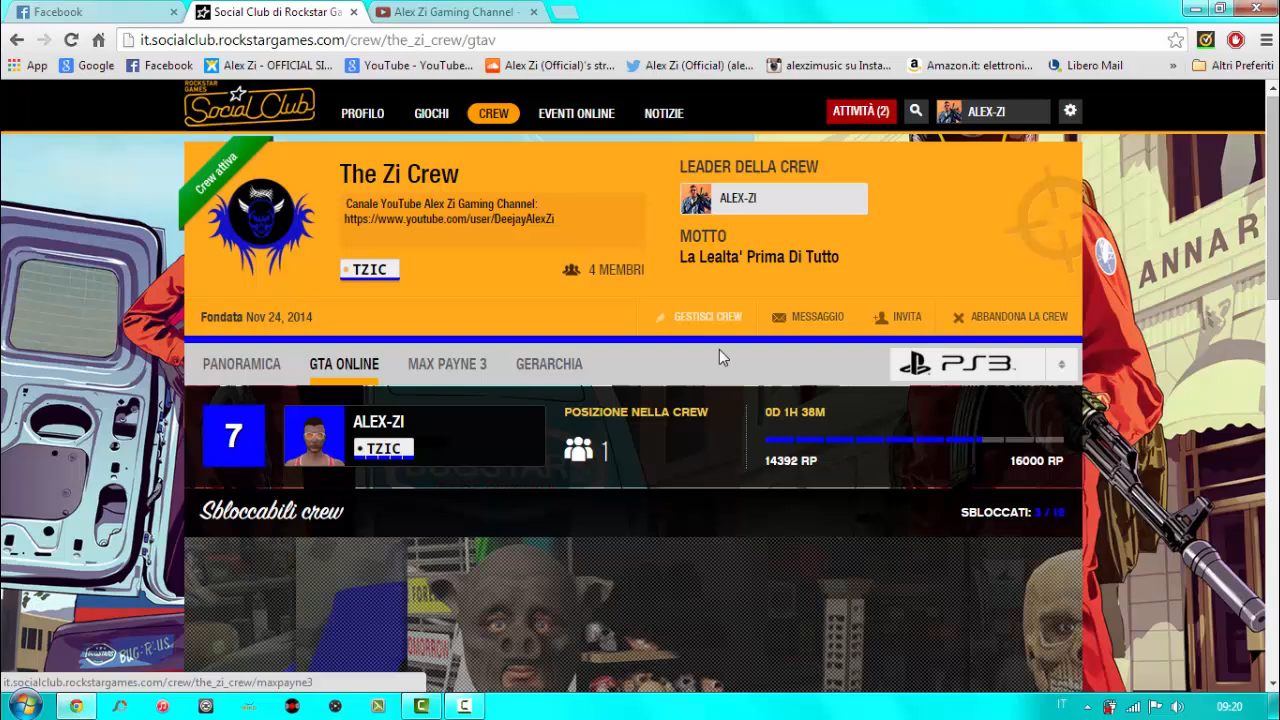 Facebook
Social Club di Rockstar Ga
Alex Zi Gaming Channel -
it.socialclub.rockstargames.com/crew/the_zi_crew/gtav
App
Google
Facebook
Alex Zi - OFFICIAL SI...
YouTube - YouTube...
Alex Zi (Official)'s str...
Alex Zi (Official) (ale...
alexzimusic su Insta...
Amazon.it: elettroni...
Libero Mail
»
Altri Preferiti
ROCKSTAR GAMES
Social Club
PROFILO
GIOCHI
CREW
EVENTI ONLINE
NOTIZIE
ATTIVITÀ (2)
ALEX-ZI
Crew attiva
The Zi Crew
Canale YouTube Alex Zi Gaming Channel:
https://www.youtube.com/user/DeejayAlexZi
TZIC
4 MEMBRI
LEADER DELLA CREW
ALEX-ZI
MOTTO
La Lealta' Prima Di Tutto
ANNA R
Fondata Nov 24, 2014
GESTISCI CREW
MESSAGGIO
INVITA
ABBANDONA LA CREW
PANORAMICA
GTA ONLINE
MAX PAYNE 3
GERARCHIA
PS3
7
ALEX-ZI
TZIC
POSIZIONE NELLA CREW
1
0D 1H 38M
14392 RP
16000 RP
Sbloccabili crew
SBLOCCATI:
TOMORROW
BUG·R·US
it.socialclub.rockstargames.com/crew/the_zi_crew/maxpayne3
IT
09:20